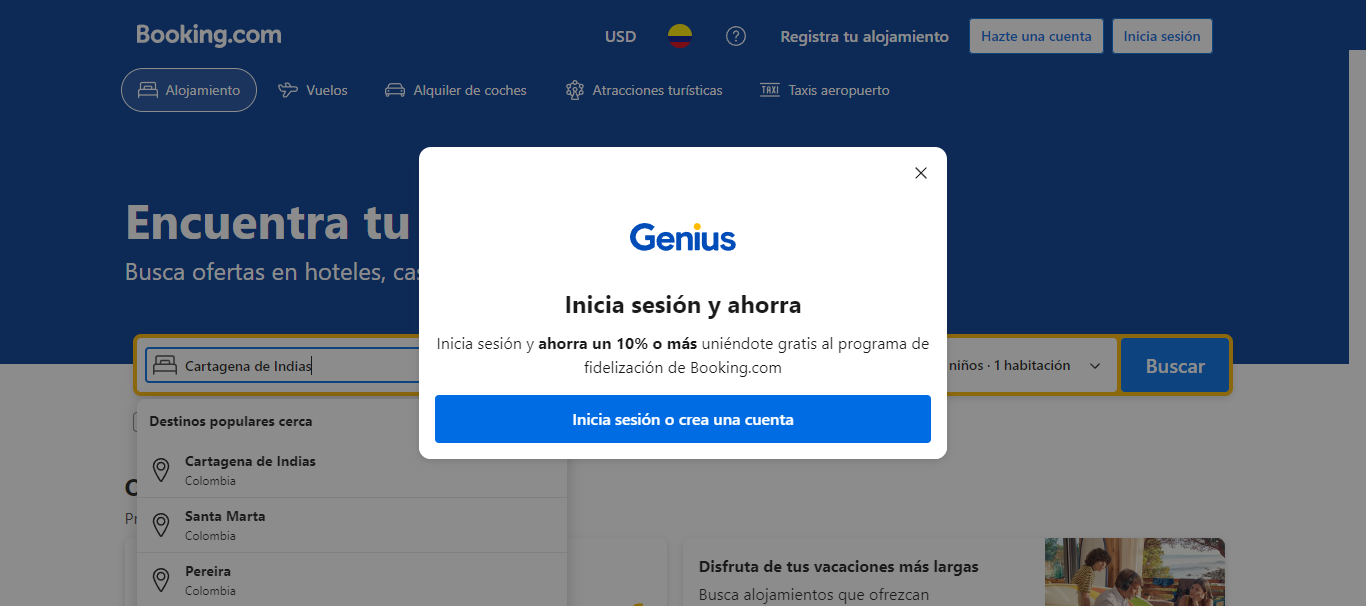 Booking.com
USD
Registra tu alojamiento
Hazte una cuenta
Inicia sesión
Alojamiento
Vuelos
Alquiler de coches
Atracciones turísticas
TAXI
Taxis aeropuerto
Encuentra tu
Busca ofertas en hoteles,
Genius
Inicia sesión y ahorra
Inicia sesión y ahorra un 10% o más uniéndote gratis al programa de
fidelización de Booking.com
Inicia sesión o crea una cuenta
Cartagena de Indias
niños · 1 habitación
Buscar
Destinos populares cerca
Cartagena de Indias
Colombia
Santa Marta
Colombia
Pereira
Colombia
Disfruta de tus vacaciones más largas
Busca alojamientos que ofrezcan